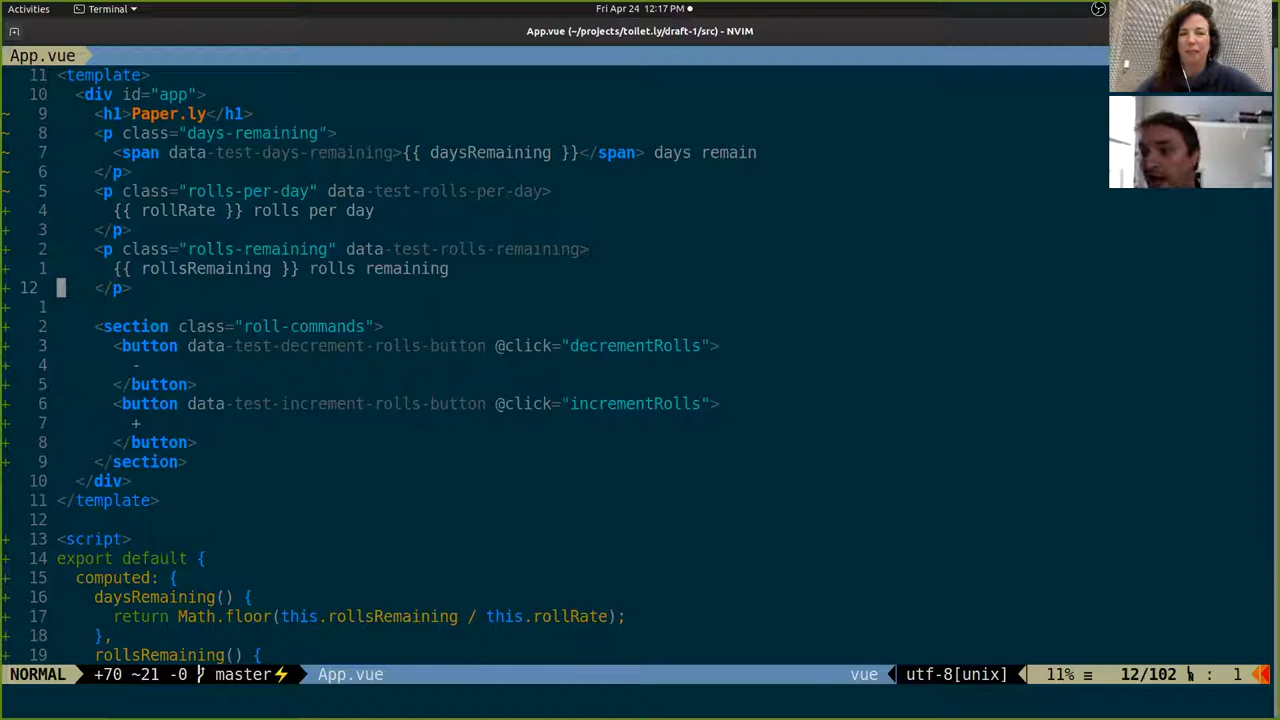 Activities Terminal Fri Apr 24 12:17 PM
App.vue (~/projects/toilet.ly/draft-1/src) - NVIM
App.vue
11 <template>
~ 10 <div id="app">
~ 9 <h1>Paper.ly</h1>
~ 8 <p class="days-remaining">
~ 7 <span data-test-days-remaining>{{ daysRemaining }}</span> days remain
~ 6 </p>
~ 5 <p class="rolls-per-day" data-test-rolls-per-day>
+ 4 {{ rollRate }} rolls per day
+ 3 </p>
+ 2 <p class="rolls-remaining" data-test-rolls-remaining>
+ 1 {{ rollsRemaining }} rolls remaining
+ 12 </p>
+ 1
+ 2 <section class="roll-commands">
+ 3 <button data-test-decrement-rolls-button @click="decrementRolls">
+ 4 -
+ 5 </button>
+ 6 <button data-test-increment-rolls-button @click="incrementRolls">
+ 7 +
+ 8 </button>
+ 9 </section>
10 </div>
11 </template>
12
+ 13 <script>
+ 14 export default {
+ 15 computed: {
+ 16 daysRemaining() {
+ 17 return Math.floor(this.rollsRemaining / this.rollRate);
+ 18 },
+ 19 rollsRemaining() {
NORMAL +70 ~21 -0 master⚡ App.vue vue utf-8[unix] 11% ≡ 12/102 : 1